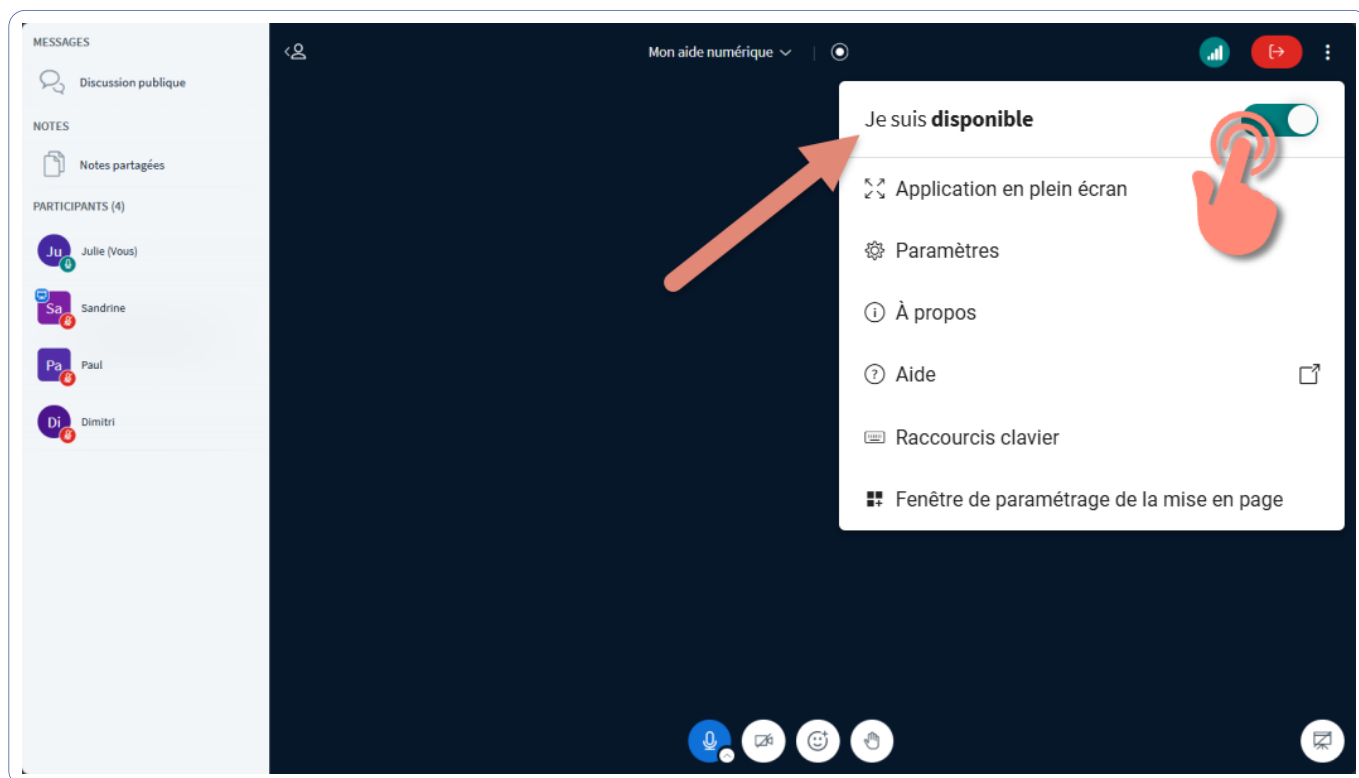 MESSAGES
Discussion publique
NOTES
Notes partagées
PARTICIPANTS (4)
Ju
Julie (Vous)
Sa
Sandrine
Pa
Paul
Di
Dimitri
Mon aide numérique
Je suis disponible
Application en plein écran
Paramètres
À propos
Aide
Raccourcis clavier
Fenêtre de paramétrage de la mise en page